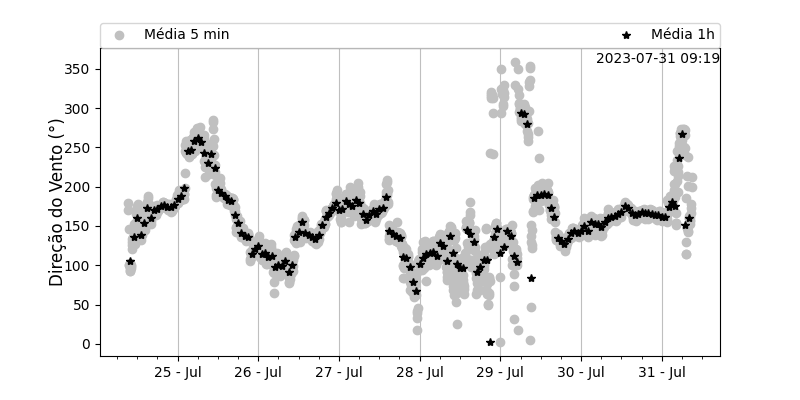 Média 5 min
Média 1h
2023-07-31 09:19
Direção do Vento (°)
350
300
250
200
150
100
50
0
25 - Jul
26 - Jul
27 - Jul
28 - Jul
29 - Jul
30 - Jul
31 - Jul